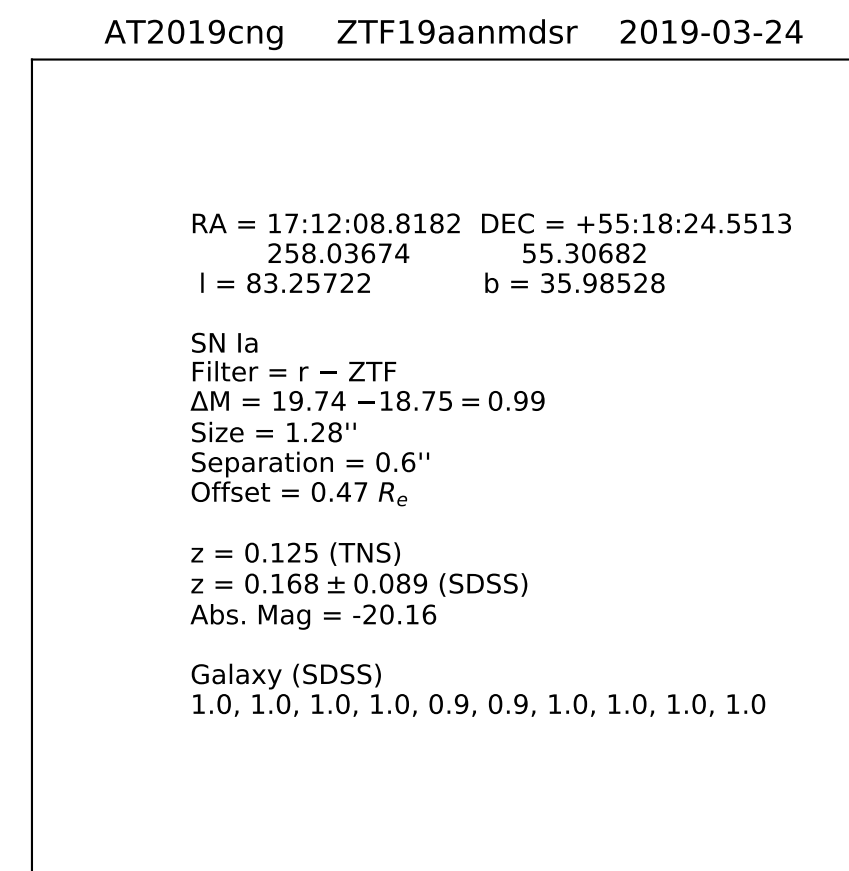 AT2019cng ZTF19aanmdsr 2019-03-24
RA = 17:12:08.8182 DEC = +55:18:24.5513
258.03674 55.30682
l = 83.25722 b = 35.98528
SN Ia
Filter = r − ZTF
ΔM = 19.74 −18.75 = 0.99
Size = 1.28''
Separation = 0.6''
Offset = 0.47 Re
z = 0.125 (TNS)
z = 0.168 ± 0.089 (SDSS)
Abs. Mag = -20.16
Galaxy (SDSS)
1.0, 1.0, 1.0, 1.0, 0.9, 0.9, 1.0, 1.0, 1.0, 1.0